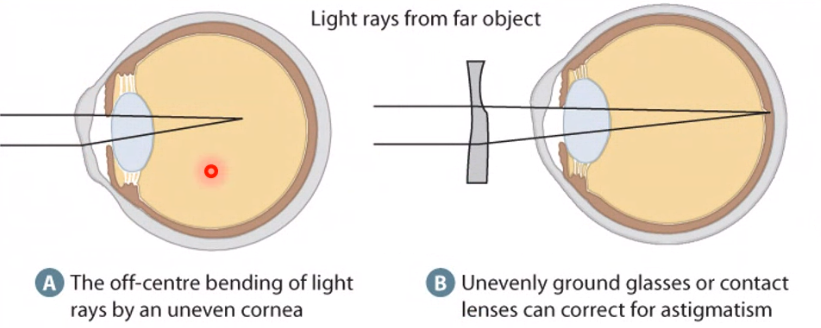 Light rays from far object
A The off-centre bending of light
rays by an uneven cornea
B Unevenly ground glasses or contact
lenses can correct for astigmatism